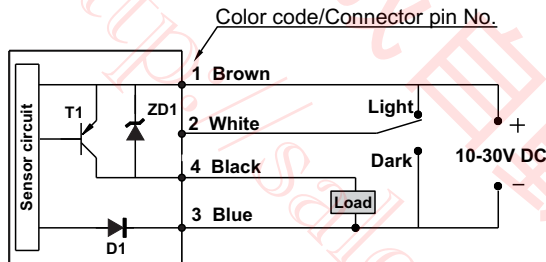 Color code/Connector pin No.
1 Brown
T1
ZD1
Light
2 White
+
10-30V DC
Dark
4 Black
−
Load
Sensor circuit
3 Blue
D1